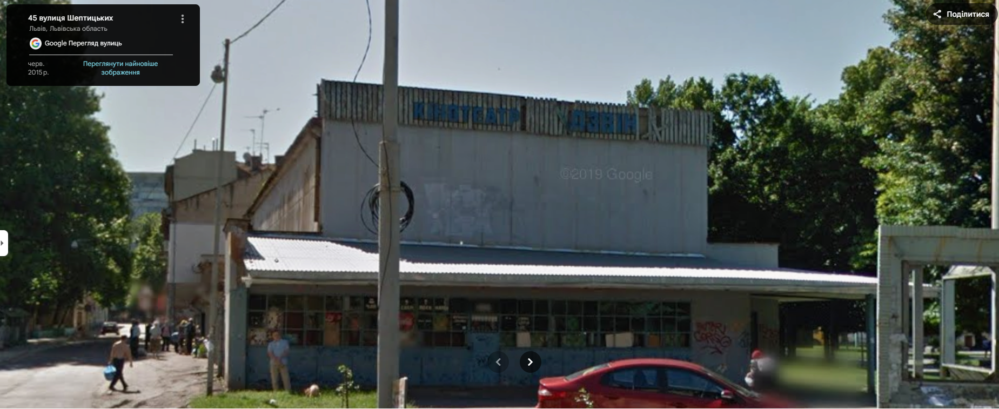 45 вулиця Шептицьких
Львів, Львівська область
Google Перегляд вулиць
черв. 2015 р.
Переглянути найновіше
зображення
Поділитися
КІНОТЕАТР ДЗВІН
©2019 Google